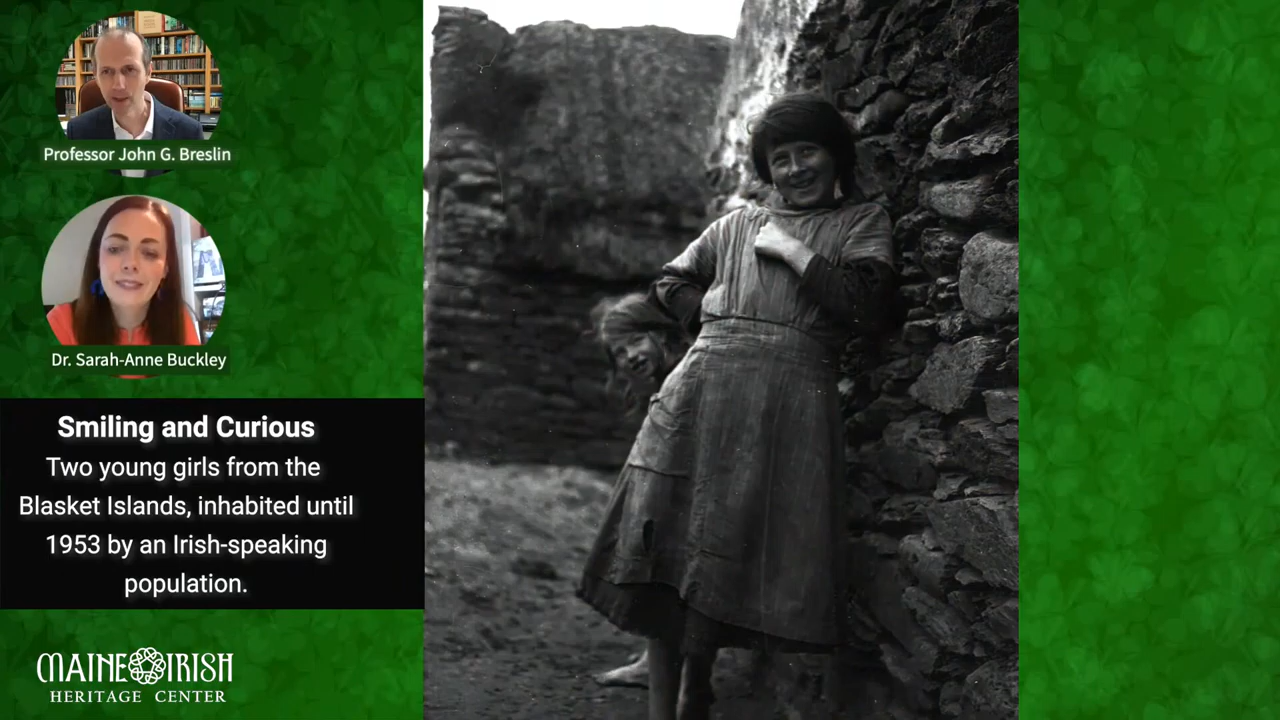 Professor John G. Breslin
Dr. Sarah-Anne Buckley
Smiling and Curious
Two young girls from the
Blasket Islands, inhabited until
1953 by an Irish-speaking
population.
MAINE IRISH
HERITAGE CENTER